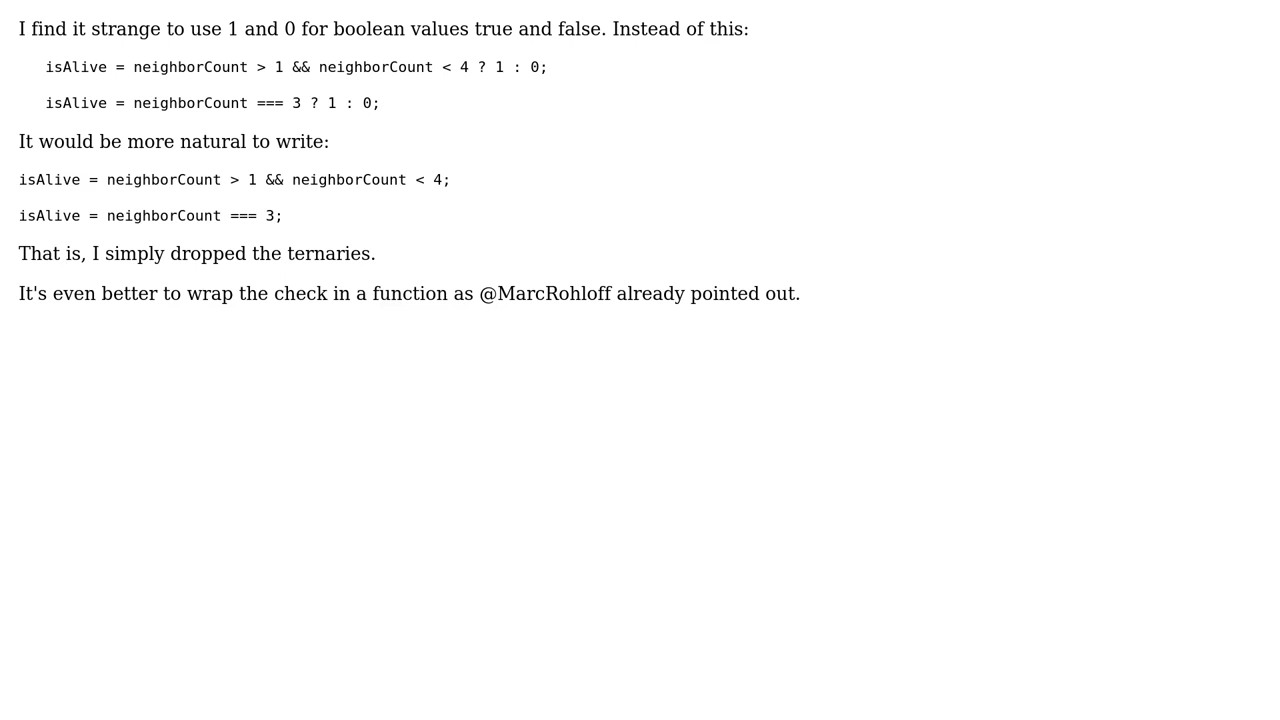 I find it strange to use 1 and 0 for boolean values true and false. Instead of this:
isAlive = neighborCount > 1 && neighborCount < 4 ? 1 : 0;
isAlive = neighborCount === 3 ? 1 : 0;
It would be more natural to write:
isAlive = neighborCount > 1 && neighborCount < 4;
isAlive = neighborCount === 3;
That is, I simply dropped the ternaries.
It's even better to wrap the check in a function as @MarcRohloff already pointed out.